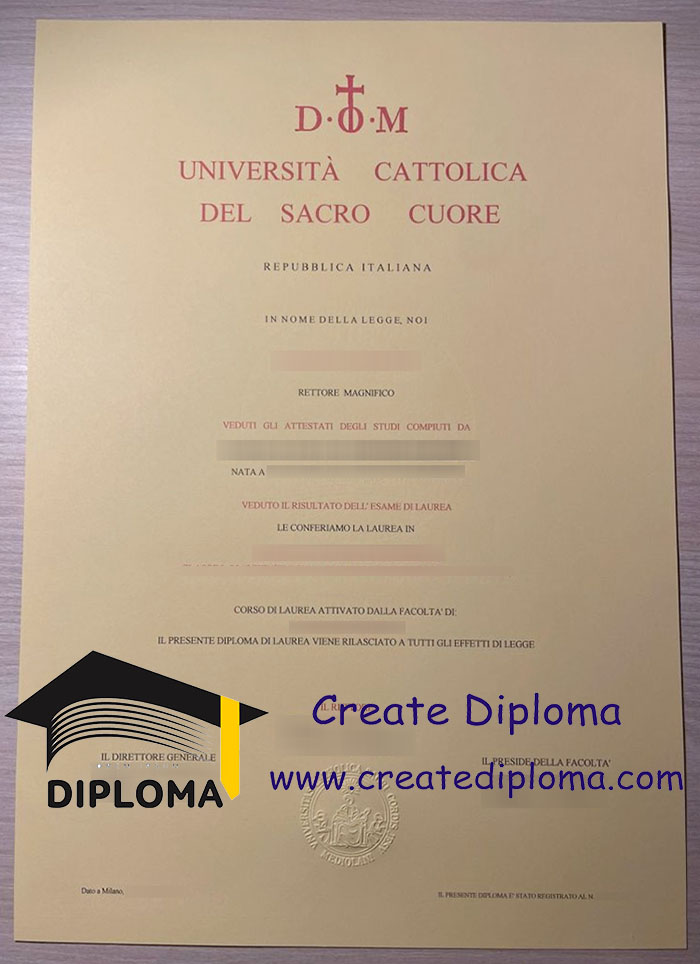 D·O·M
UNIVERSITÀ CATTOLICA
DEL SACRO CUORE
REPUBBLICA ITALIANA
IN NOME DELLA LEGGE, NOI
RETTORE MAGNIFICO
VEDUTI GLI ATTESTATI DEGLI STUDI COMPIUTI DA
NATA A
VEDUTO IL RISULTATO DELL'ESAME DI LAUREA
LE CONFERIAMO LA LAUREA IN
CORSO DI LAUREA ATTIVATO DALLA FACOLTA' DI:
IL PRESENTE DIPLOMA DI LAUREA VIENE RILASCIATO A TUTTI GLI EFFETTI DI LEGGE
IL
Create Diploma
IL DIRETTORE GENERALE
IL PRESIDE DELLA FACOLTA'
www.creatediploma.com
DIPLOMA
MEDIOLANI
Dato a Milano,
IL PRESENTE DIPLOMA E' STATO REGISTRATO AL N.